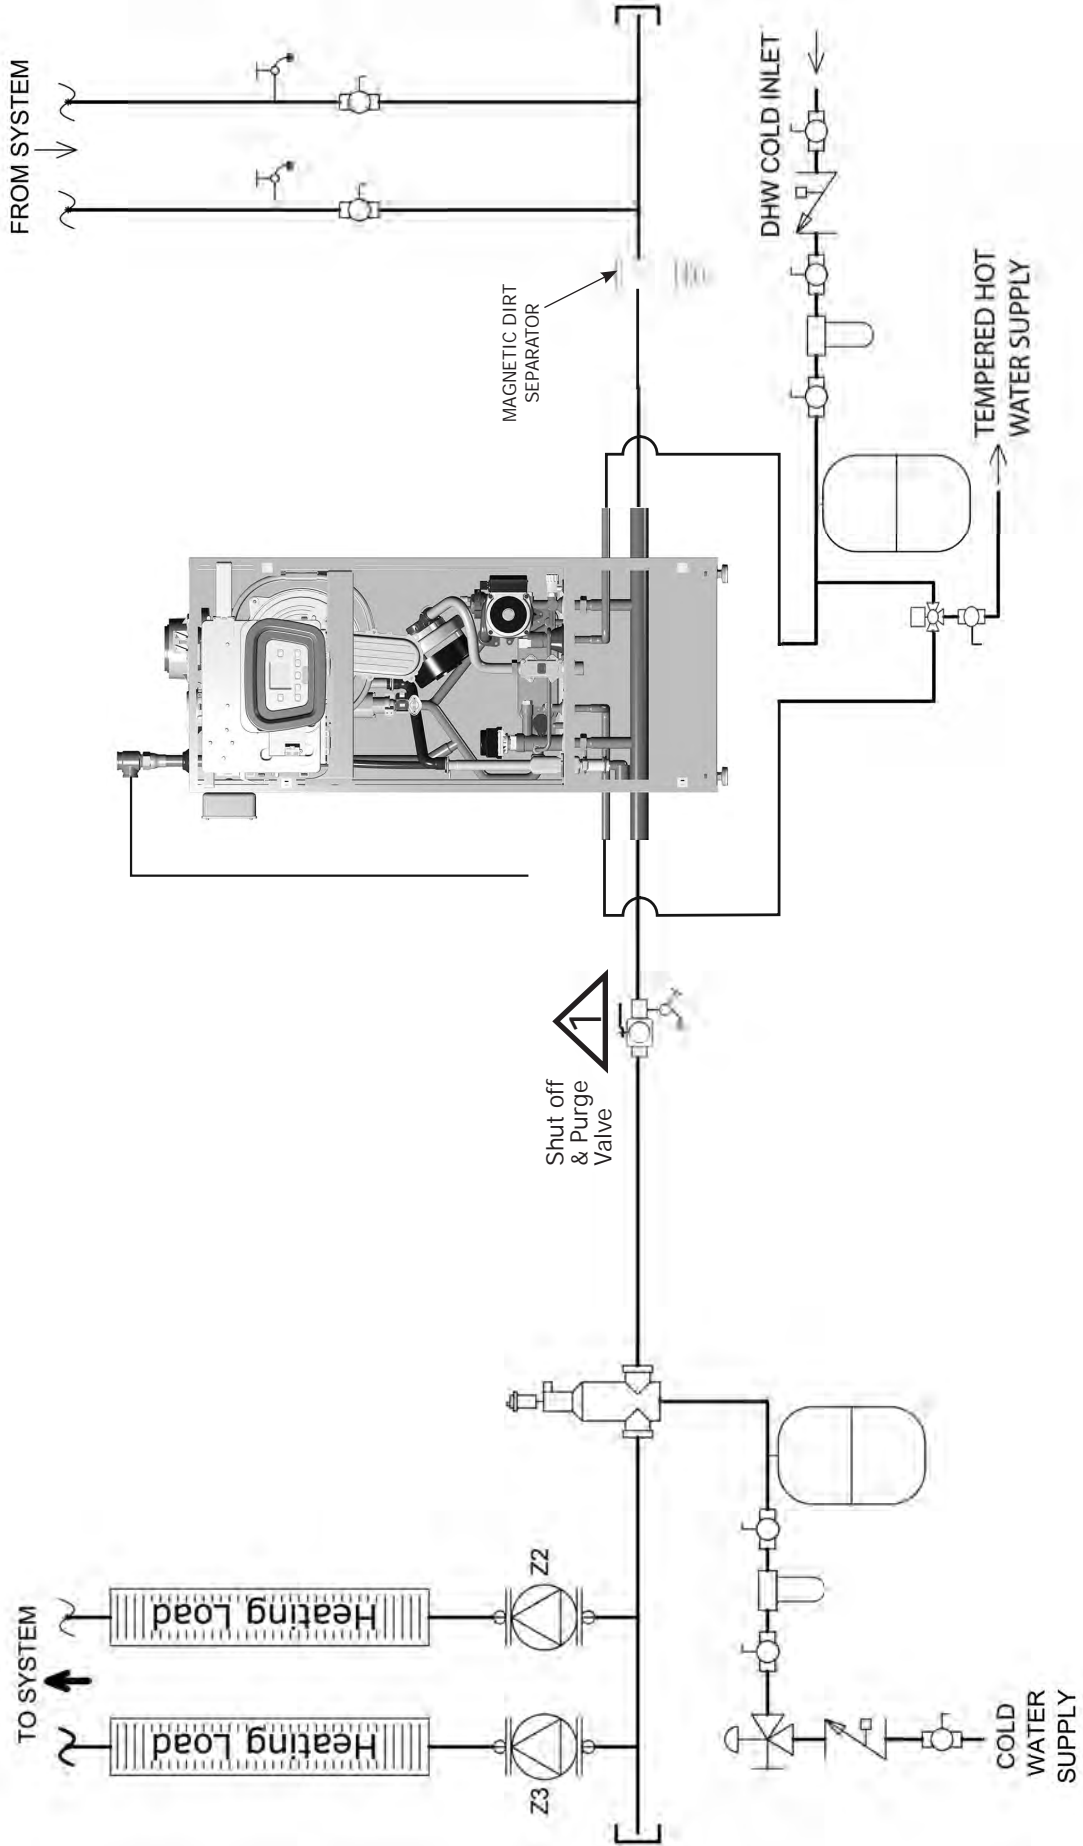 TO SYSTEM
Heating Load
Heating Load
Z3
Z2
COLD
WATER
SUPPLY
Shut off
& Purge
Valve
1
FROM SYSTEM
MAGNETIC DIRT
SEPARATOR
DHW COLD INLET
TEMPERED HOT
WATER SUPPLY